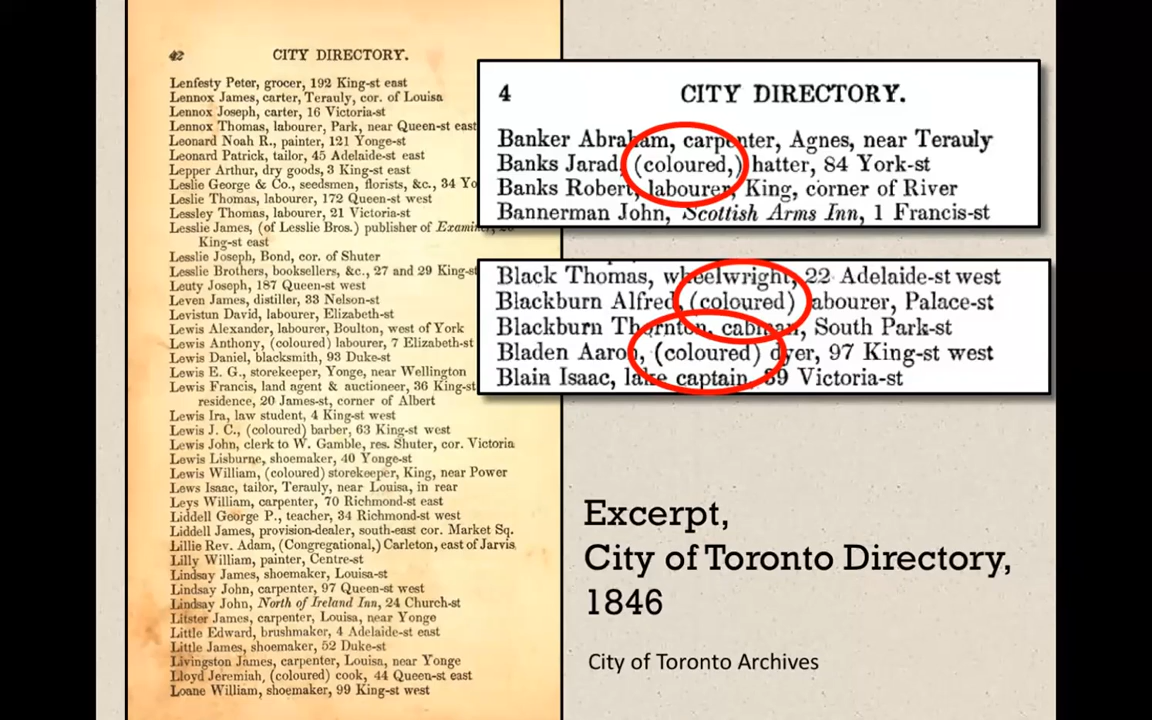 42 CITY DIRECTORY.
Lenfesty Peter, grocer, 192 King-st east
Lennox James, carter, Terauly, cor. of Louisa
Lennox Joseph, carter, 16 Victoria-st
Lennox Thomas, labourer, Park, near Queen-st east
Leonard Noah R., painter, 121 Yonge-st
Leonard Patrick, tailor, 45 Adelaide-st east
Lepper Arthur, dry goods, 3 King-st east
Leslie George & Co., seedsmen, florists, &c., 34 Yo
Leslie Thomas, labourer, 172 Queen-st west
Lessley Thomas, labourer, 21 Victoria-st
Lesslie James, (of Lesslie Bros.) publisher of
King-st east
Lesslie Joseph, Bond, cor. of Shuter
Lesslie Brothers, booksellers, &c., 27 and 29 King-st
Leuty Joseph, 187 Queen-st west
Leven James, distiller, 33 Nelson-st
Levistun David, labourer, Elizabeth-st
Lewis Alexander, labourer, Boulton, west of York
Lewis Anthony, (coloured) labourer, 7 Elizabeth-st
Lewis Daniel, blacksmith, 93 Duke-st
Lewis E. G., storekeeper, Yonge, near Wellington
Lewis Francis, land agent & auctioneer, 36 King-st
residence, 20 James-st, corner of Albert
Lewis Ira, law student, 4 King-st west
Lewis J. C., (coloured) barber, 63 King-st west
Lewis John, clerk to W. Gamble, res. Shuter, cor. Victoria
Lewis Lisburne, shoemaker, 40 Yonge-st
Lewis William, (coloured) storekeeper, King, near Power
Lews Isaac, tailor, Terauly, near Louisa, in rear
Leys William, carpenter, 70 Richmond-st east
Liddell George P., teacher, 34 Richmond-st west
Liddell James, provision-dealer, south-east cor. Market Sq.
Lillie Rev. Adam, (Congregational,) Carleton, east of Jarvis
Lilly William, painter, Centre-st
Lindsay James, shoemaker, Louisa-st
Lindsay John, carpenter, 97 Queen-st west
Lindsay John, North of Ireland Inn, 24 Church-st
Litster James, carpenter, Louisa, near Yonge
Little Edward, brushmaker, 4 Adelaide-st east
Little James, shoemaker, 52 Duke-st
Livingston James, carpenter, Louisa, near Yonge
Lloyd Jeremiah, (coloured) cook, 44 Queen-st east
Loane William, shoemaker, 99 King-st west
4 CITY DIRECTORY.
Banker Abraham, carpenter, Agnes, near Terauly
Banks Jarad, (coloured,) hatter, 84 York-st
Banks Robert, labourer, King, corner of River
Bannerman John, Scottish Arms Inn, 1 Francis-st
Black Thomas, wheelwright, 22 Adelaide-st west
Blackburn Alfred, (coloured) labourer, Palace-st
Blackburn Thornton, cabman, South Park-st
Bladen Aaron, (coloured) dyer, 97 King-st west
Blain Isaac, lake captain, 39 Victoria-st
Excerpt,
City of Toronto Directory,
1846
City of Toronto Archives